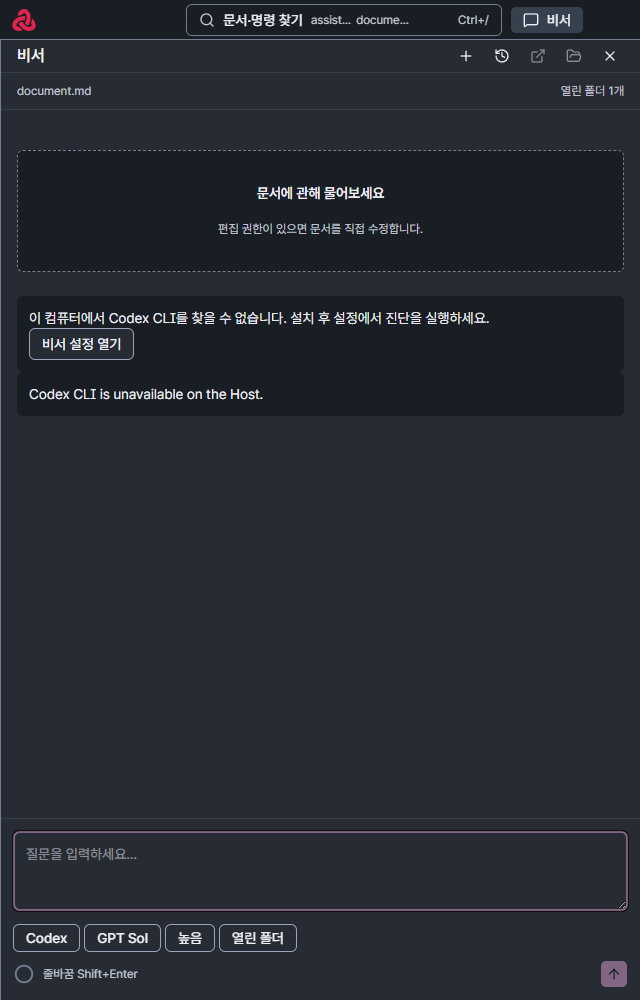 문서·명령 찾기 assist... docume... Ctrl+/
비서
비서
document.md
열린 폴더 1개
문서에 관해 물어보세요
편집 권한이 있으면 문서를 직접 수정합니다.
이 컴퓨터에서 Codex CLI를 찾을 수 없습니다. 설치 후 설정에서 진단을 실행하세요.
비서 설정 열기
Codex CLI is unavailable on the Host.
질문을 입력하세요...
Codex
GPT Sol
높음
열린 폴더
줄바꿈 Shift+Enter